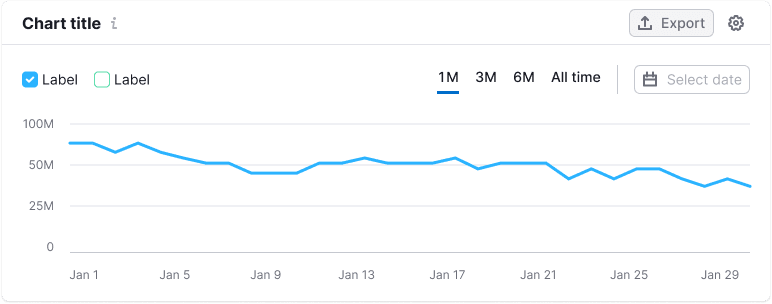 Chart title i Export
Label Label 1M 3M 6M All time Select date
100M
50M
25M
0
Jan 1 Jan 5 Jan 9 Jan 13 Jan 17 Jan 21 Jan 25 Jan 29